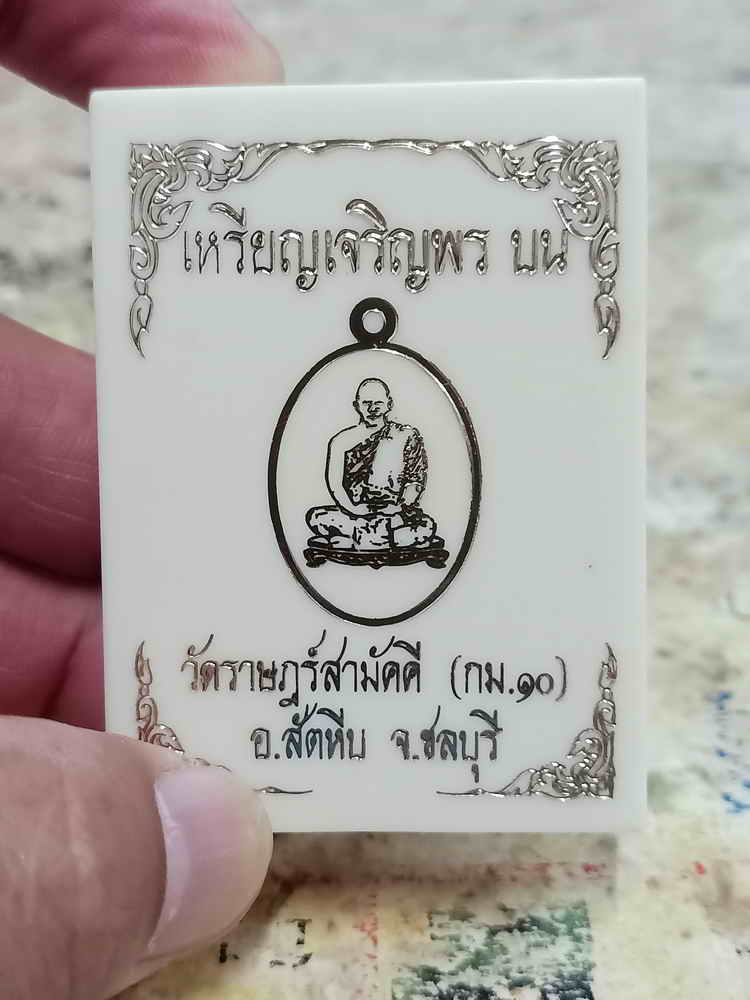 เหรียญเจริญพร บน
วัดราษฎร์สามัคคี (กม.๑๐)
อ.สัตหีบ จ.ชลบุรี